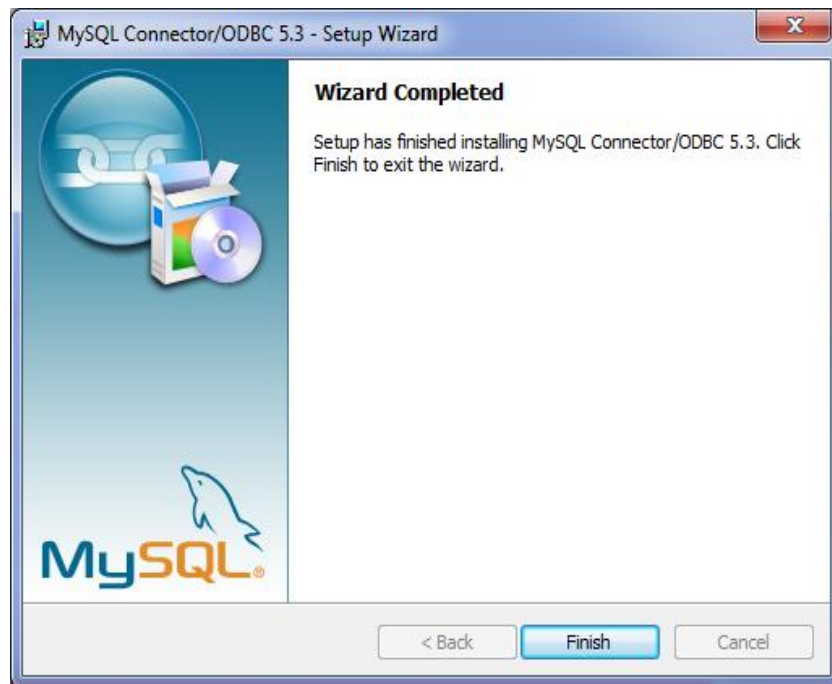 MySQL Connector/ODBC 5.3 - Setup Wizard
X
Wizard Completed
Setup has finished installing MySQL Connector/ODBC 5.3. Click
Finish to exit the wizard.
MySQL®
< Back
Finish
Cancel